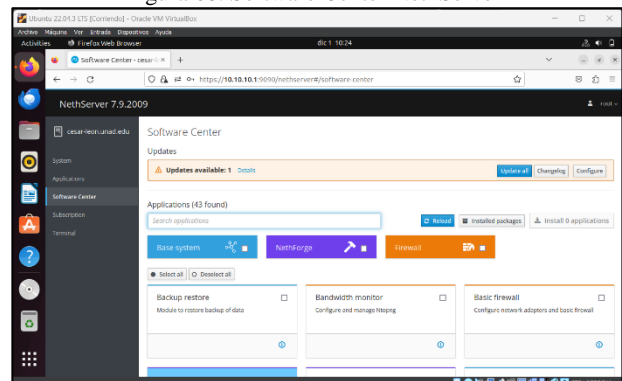 Ubuntu 22.04.3 LTS [Corriendo] - Oracle VM VirtualBox
Archivo Máquina Ver Entrada Dispositivos Ayuda
Activities Firefox Web Browser dic 1 10:24
Software Center - cesar-l
https://10.10.10.1:9090/nethserver#/software-center
NethServer 7.9.2009 root
cesar-leon.unad.edu
System
Applications
Software Center
Subscription
Terminal
Software Center
Updates
Updates available: 1 Details Update all Changelog Configure
Applications (43 found)
Search applications Reload Installed packages Install 0 applications
Base system NethForge Firewall
Select all Deselect all
Backup restore
Module to restore backup of data
Bandwidth monitor
Configure and manage Ntopng
Basic firewall
Configure network adapters and basic firewall